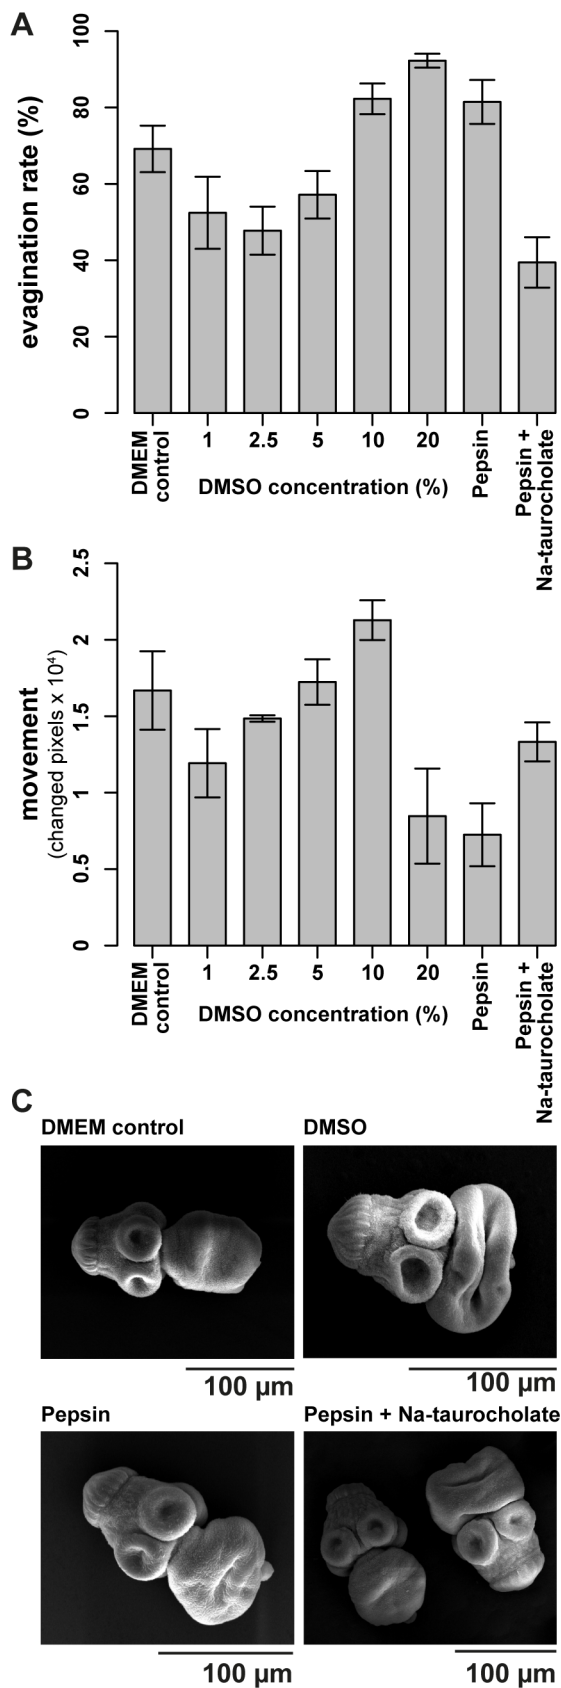 A
evagination rate (%)
100
80
60
40
20
0
DMEM
control
1 2.5 5 10 20
DMSO concentration (%)
Pepsin
Pepsin +
Na-taurocholate
B
movement
(changed pixels x 10⁴)
2.5
2
1.5
1
0.5
0
DMEM
control
1 2.5 5 10 20
DMSO concentration (%)
Pepsin
Pepsin +
Na-taurocholate
C
DMEM control DMSO
100 µm 100 µm
Pepsin Pepsin + Na-taurocholate
100 µm 100 µm